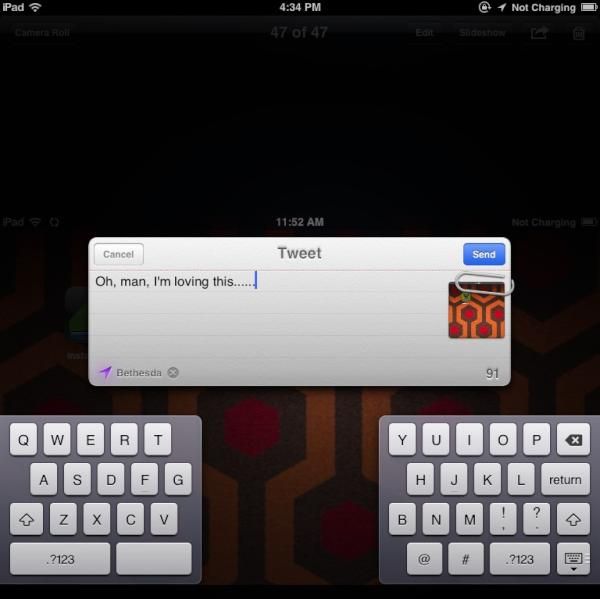 iPad 4:34 PM Not Charging
Camera Roll 47 of 47 Edit Slideshow
iPad 11:52 AM Not Charging
Cancel Tweet Send
Oh, man, I'm loving this......
Bethesda 91
Q W E R T Y U I O P
A S D F G H J K L return
Z X C V B N M ! , ? .
.?123 @ # .?123